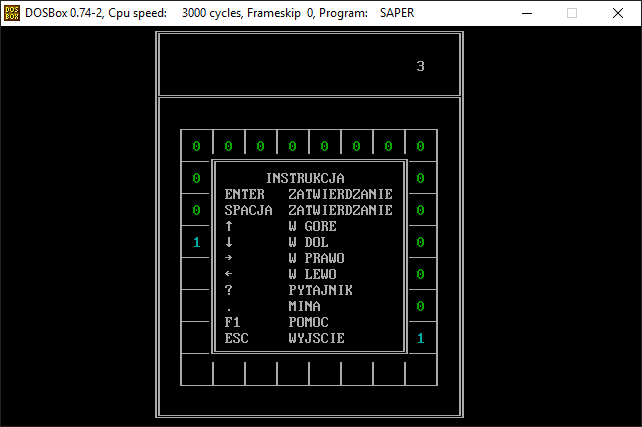 DOSBox 0.74-2, Cpu speed: 3000 cycles, Frameskip 0, Program: SAPER
3
0 0 0 0 0 0 0 0
0 INSTRUKCJA 0
ENTER ZATWIERDZANIE
0 SPACJA ZATWIERDZANIE 0
↑ W GORE
1 ↓ W DOL 0
→ W PRAWO
← W LEWO 0
? PYTAJNIK
. MINA 0
F1 POMOC
ESC WYJSCIE 1